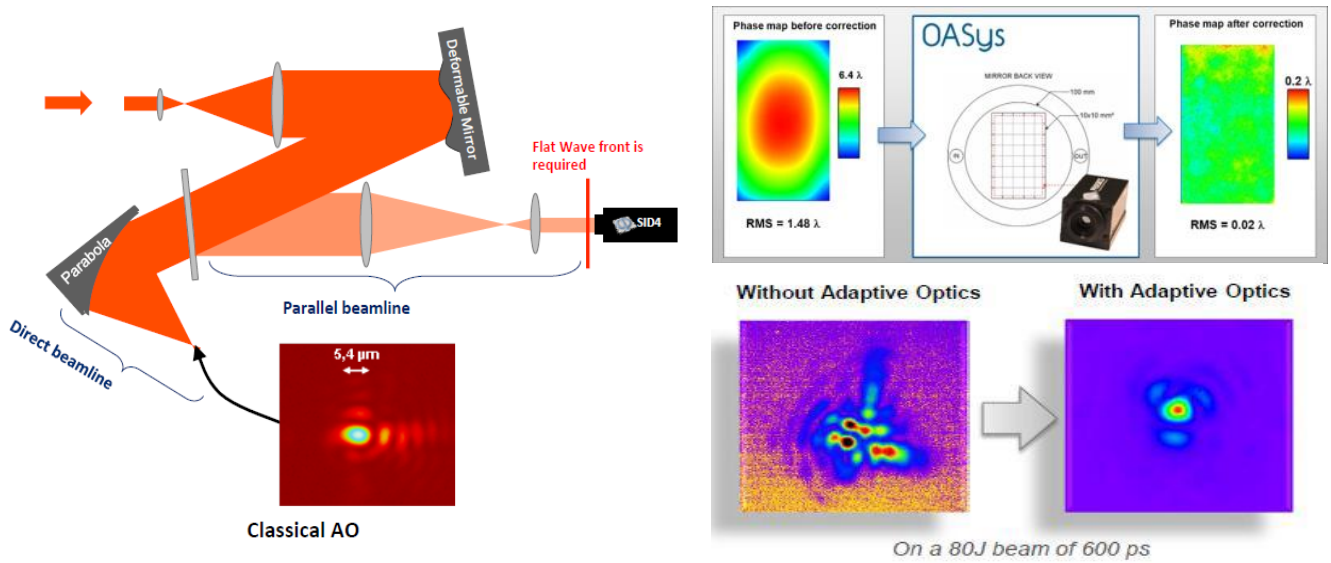 Deformable Mirror
Flat Wave front is
required
SID4
Parabola
Parallel beamline
Direct beamline
5,4 µm
Classical AO
Phase map before correction
6.4 λ
RMS = 1.48 λ
OASys
MIRROR BACK VIEW
100 mm
10x10 mm²
IN
OUT
Phase map after correction
0.2 λ
RMS = 0.02 λ
Without Adaptive Optics
With Adaptive Optics
On a 80J beam of 600 ps